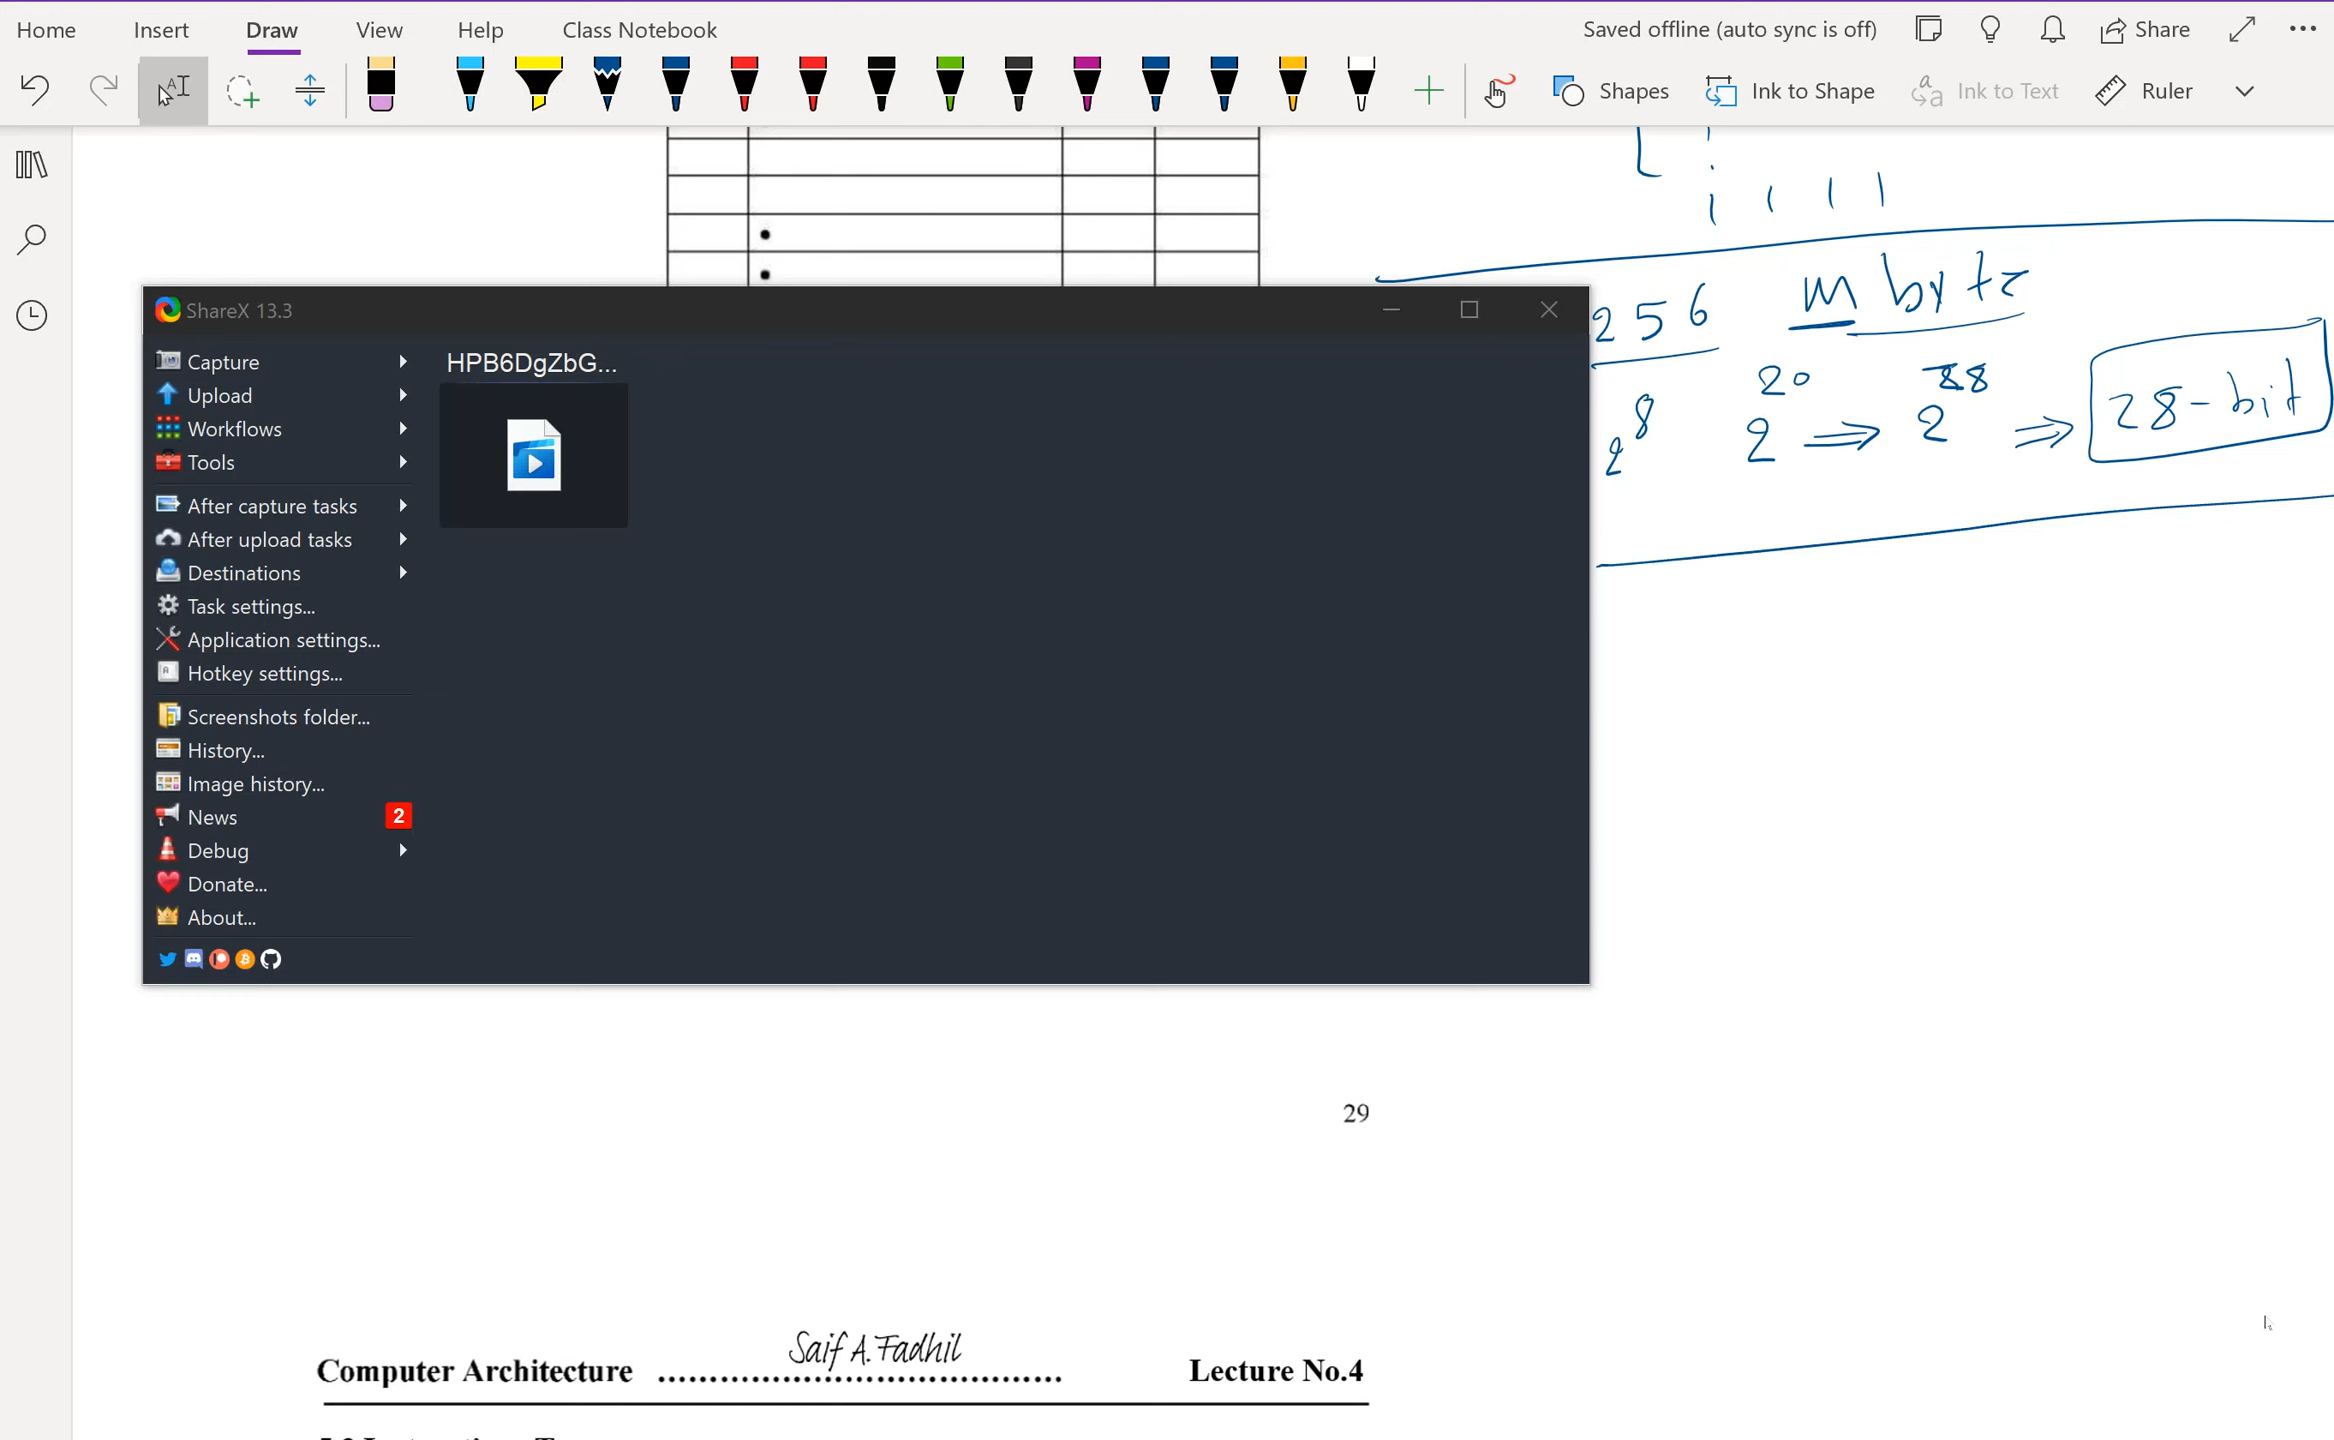 Home Insert Draw View Help Class Notebook Saved offline (auto sync is off) Share
Shapes Ink to Shape Ink to Text Ruler
ShareX 13.3
Capture
Upload
Workflows
Tools
After capture tasks
After upload tasks
Destinations
Task settings...
Application settings...
Hotkey settings...
Screenshots folder...
History...
Image history...
News 2
Debug
Donate...
About...
HPB6DgZbG...
256 m byte
2^8 2^20 ⇒ 2^28 ⇒ 28-bit
29
Saif A. Fadhil
Computer Architecture ........................................ Lecture No.4